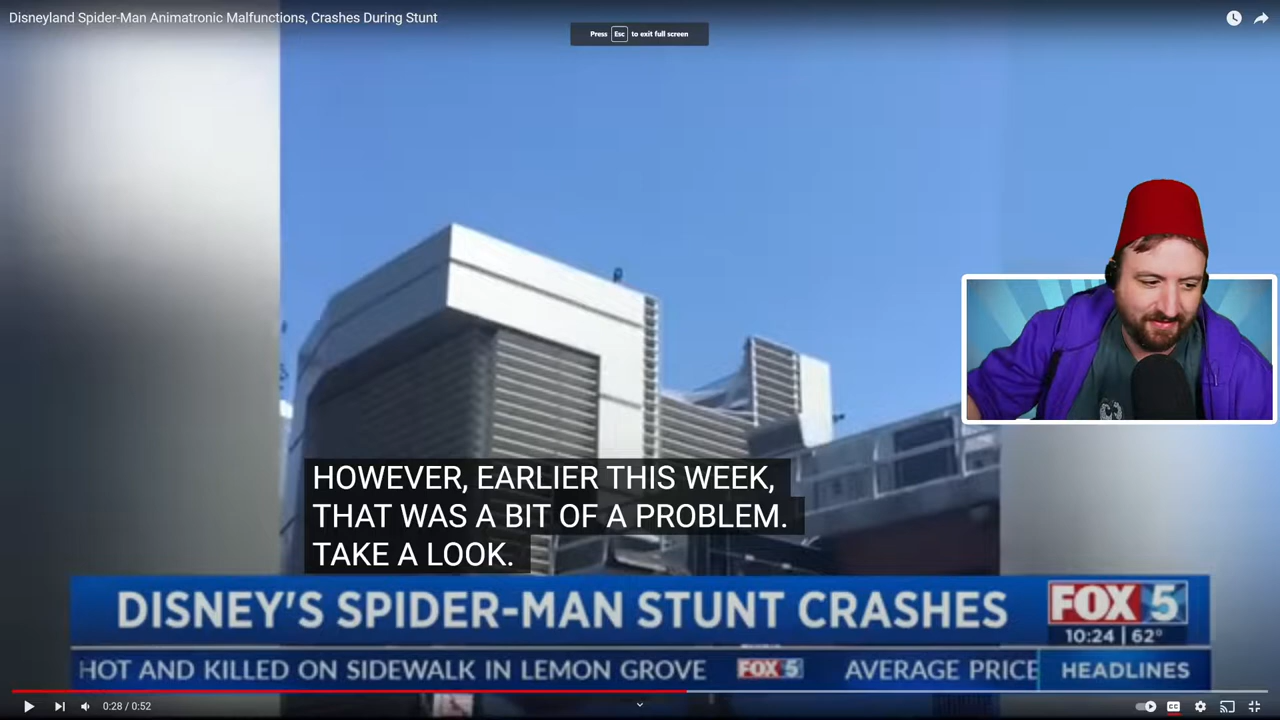 Disneyland Spider-Man Animatronic Malfunctions, Crashes During Stunt
Press Esc to exit full screen
HOWEVER, EARLIER THIS WEEK,
THAT WAS A BIT OF A PROBLEM.
TAKE A LOOK.
DISNEY'S SPIDER-MAN STUNT CRASHES
FOX 5
10:24 | 62°
HOT AND KILLED ON SIDEWALK IN LEMON GROVE FOX 5 AVERAGE PRICE
HEADLINES
0:28 / 0:52
CC